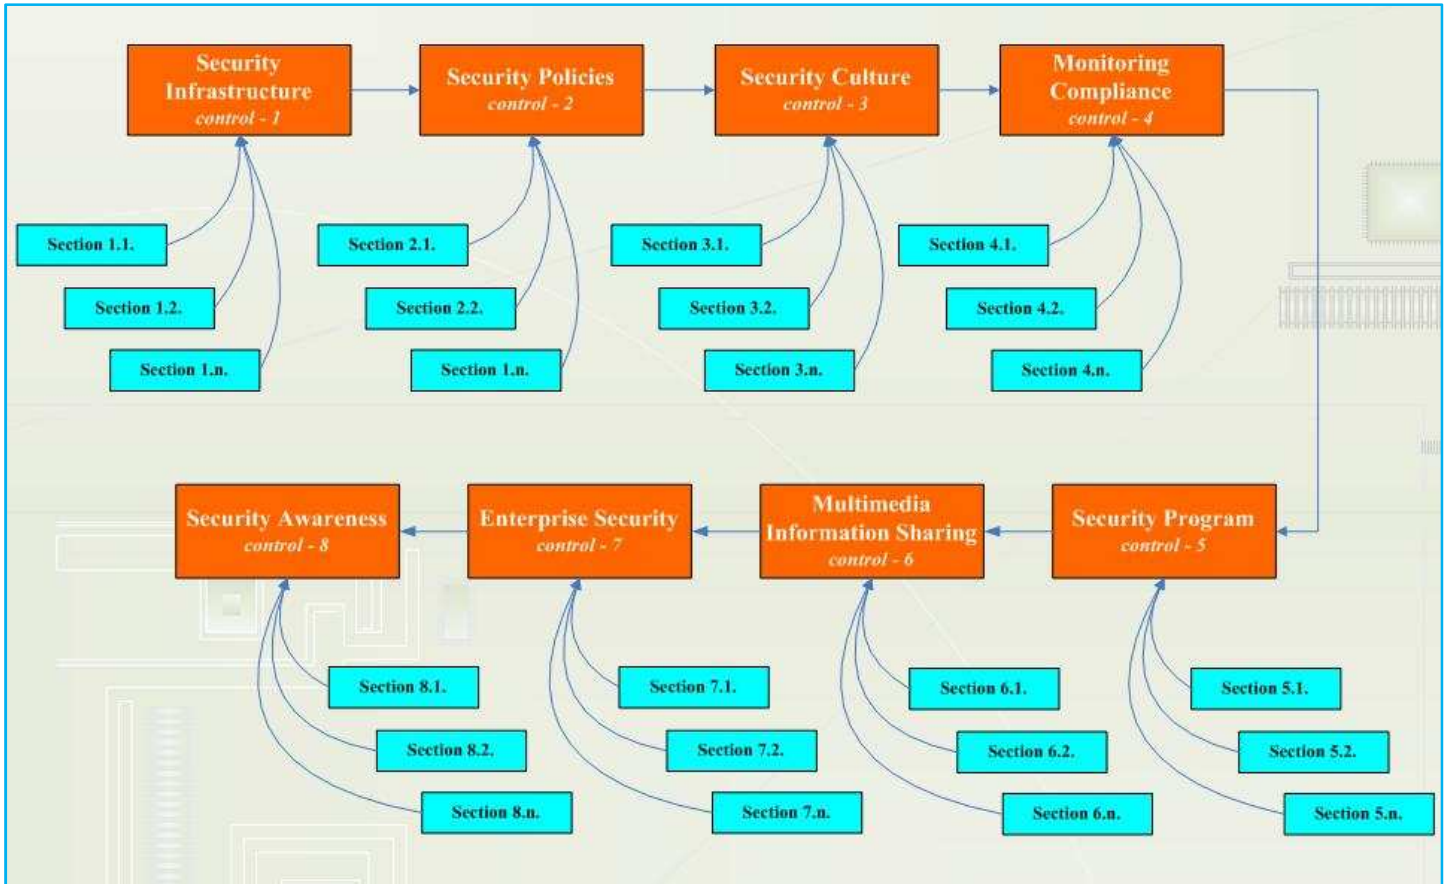 Security
Infrastructure
control - 1
Security Policies
control - 2
Security Culture
control - 3
Monitoring
Compliance
control - 4
Section 1.1.
Section 1.2.
Section 1.n.
Section 2.1.
Section 2.2.
Section 1.n.
Section 3.1.
Section 3.2.
Section 3.n.
Section 4.1.
Section 4.2.
Section 4.n.
Security Awareness
control - 8
Enterprise Security
control - 7
Multimedia
Information Sharing
control - 6
Security Program
control - 5
Section 8.1.
Section 8.2.
Section 8.n.
Section 7.1.
Section 7.2.
Section 7.n.
Section 6.1.
Section 6.2.
Section 6.n.
Section 5.1.
Section 5.2.
Section 5.n.